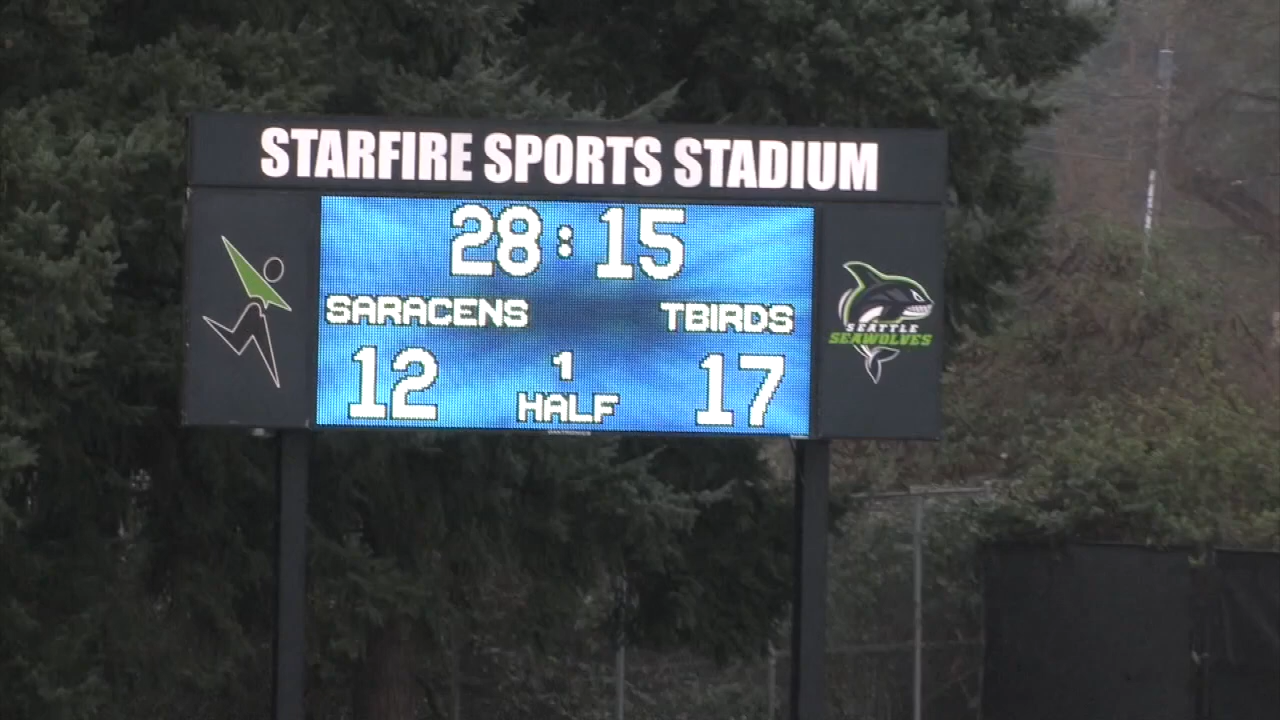 STARFIRE SPORTS STADIUM
28:15
SARACENS TBIRDS
12 1 17
HALF
SEATTLE
SEAWOLVES